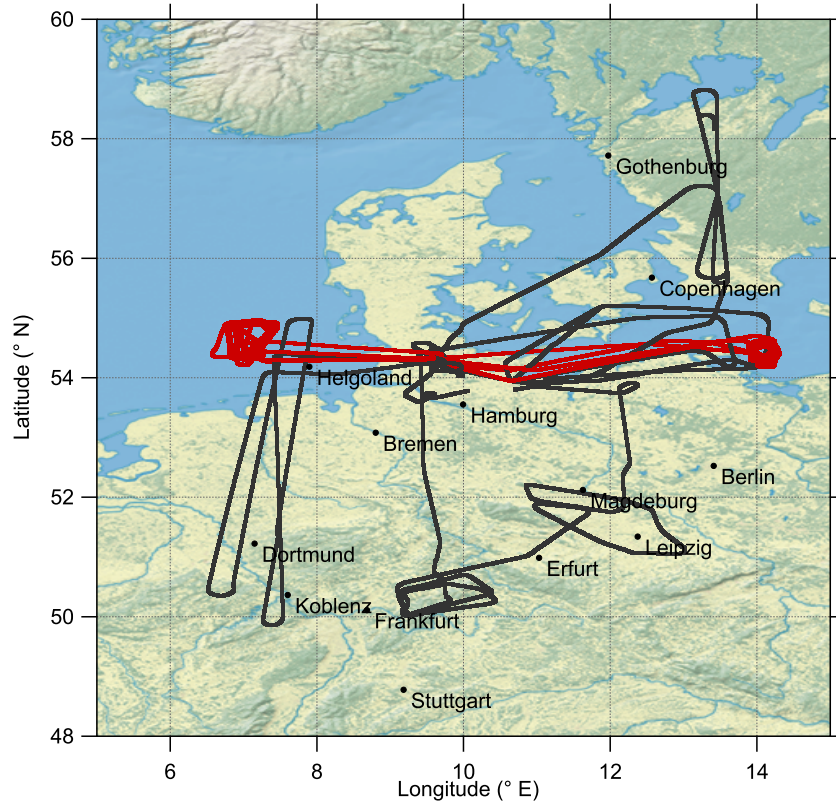 60
58
Gothenburg
56
Copenhagen
Latitude (° N)
54
Helgoland
Hamburg
Bremen
Berlin
52
Magdeburg
Dortmund
Leipzig
Erfurt
Koblenz
50
Frankfurt
Stuttgart
48
6 8 10 12 14
Longitude (° E)